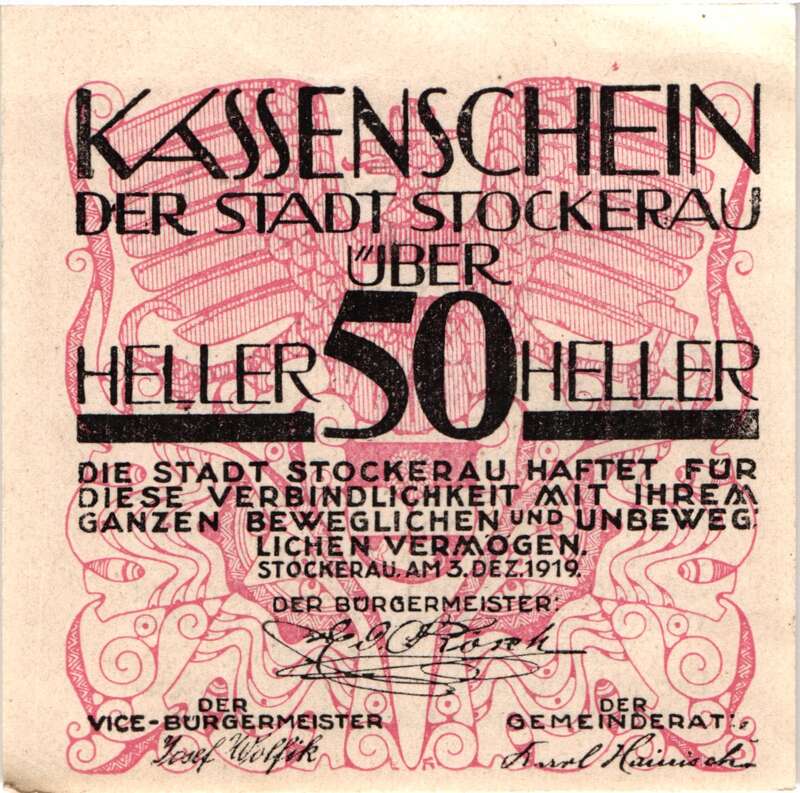 KASSENSCHEIN
DER STADT STOCKERAU
ÜBER
HELLER 50 HELLER
DIE STADT STOCKERAU HAFTET FÜR
DIESE VERBINDLICHKEIT MIT IHREM
GANZEN BEWEGLICHEN UND UNBEWEG:
LICHEN VERMÖGEN.
STOCKERAU. AM 3. DEZ. 1919.
DER BÜRGERMEISTER:
DER VICE-BÜRGERMEISTER
Josef Wolfik
DER GEMEINDERAT:
Karl Hainisch